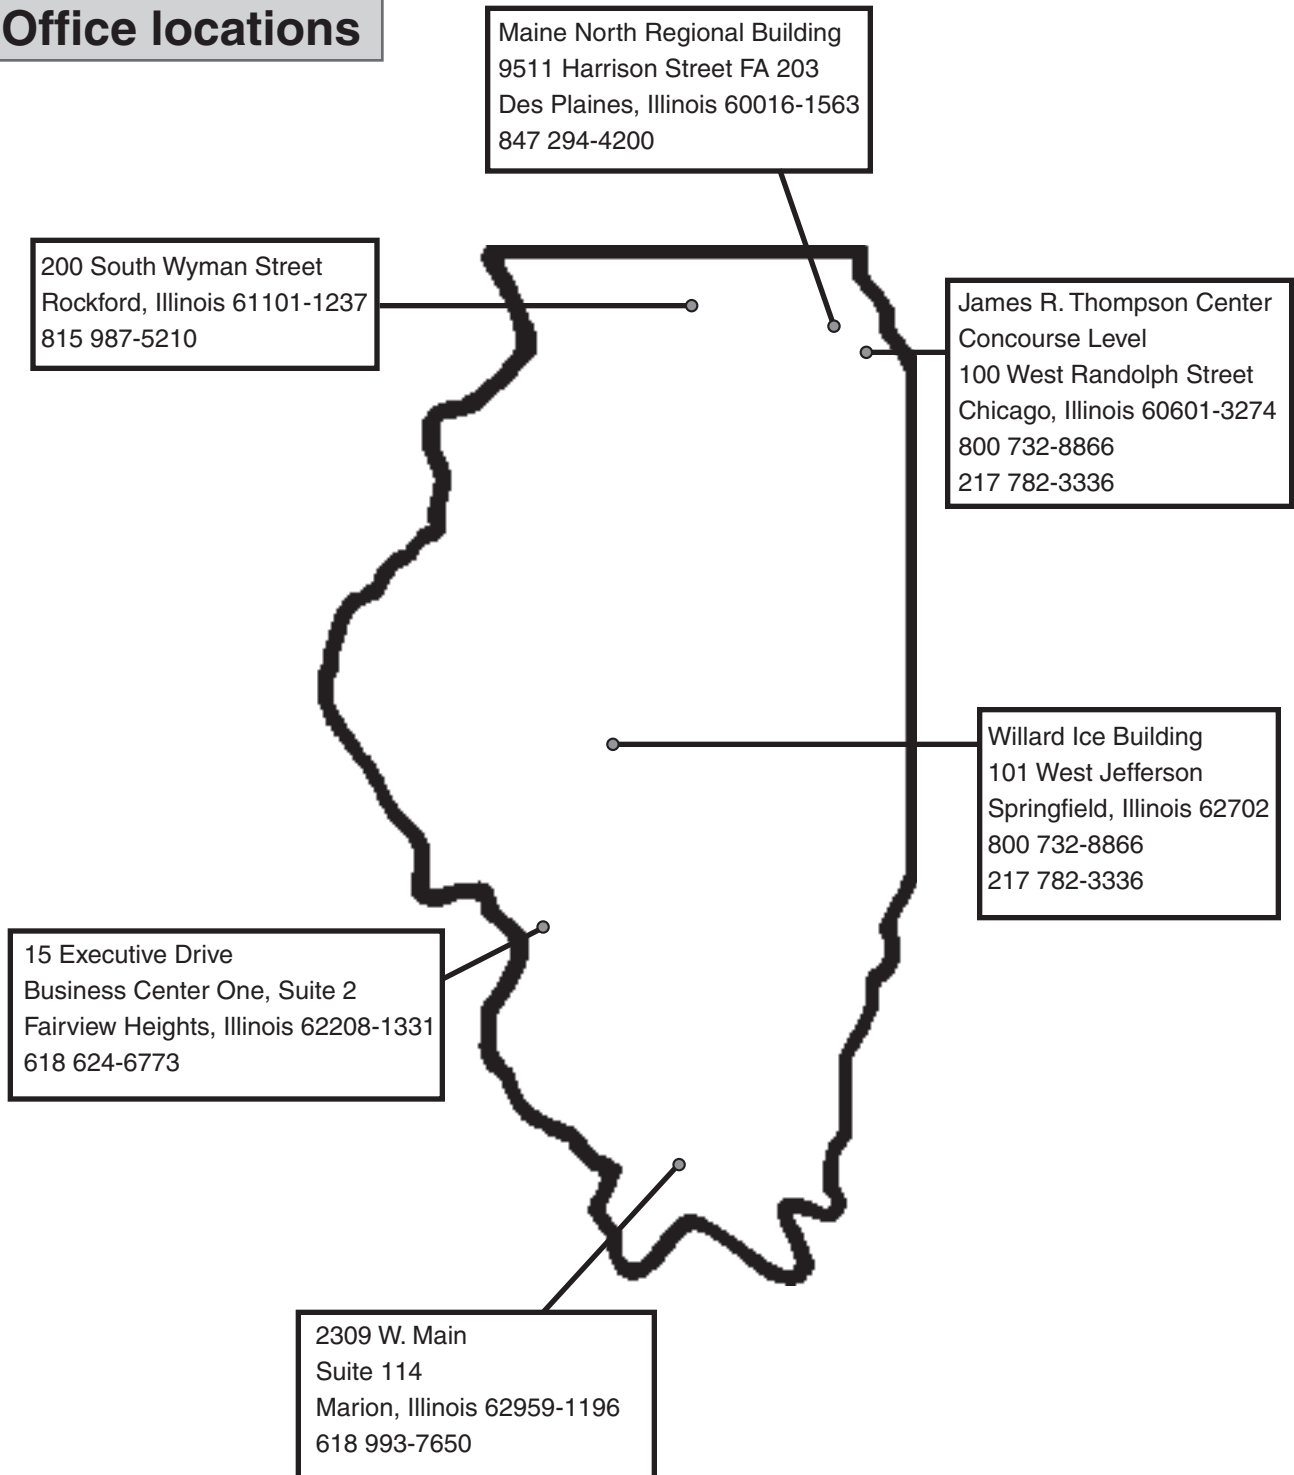 Office locations
Maine North Regional Building
9511 Harrison Street FA 203
Des Plaines, Illinois 60016-1563
847 294-4200
200 South Wyman Street
Rockford, Illinois 61101-1237
815 987-5210
James R. Thompson Center
Concourse Level
100 West Randolph Street
Chicago, Illinois 60601-3274
800 732-8866
217 782-3336
Willard Ice Building
101 West Jefferson
Springfield, Illinois 62702
800 732-8866
217 782-3336
15 Executive Drive
Business Center One, Suite 2
Fairview Heights, Illinois 62208-1331
618 624-6773
2309 W. Main
Suite 114
Marion, Illinois 62959-1196
618 993-7650